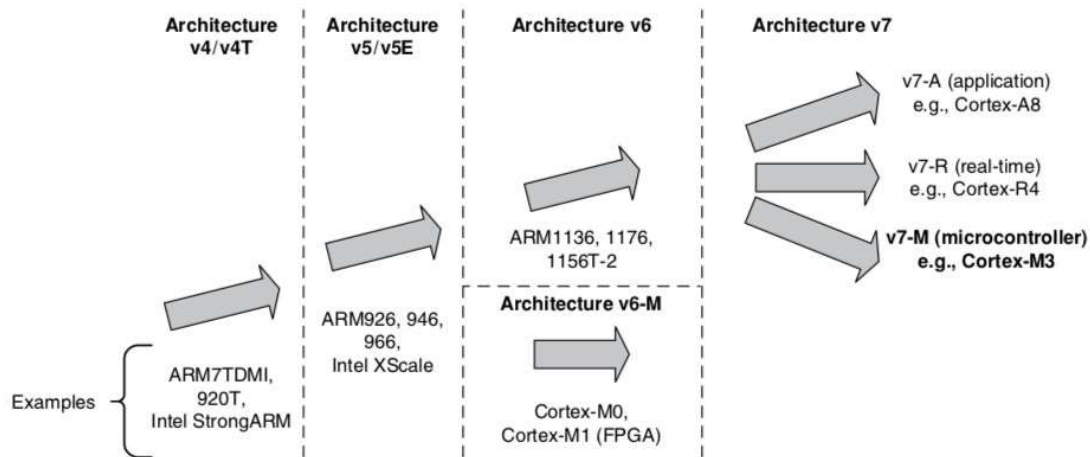 Architecture
v4/v4T
Architecture
v5/v5E
Architecture v6
Architecture v7
v7-A (application)
e.g., Cortex-A8
v7-R (real-time)
e.g., Cortex-R4
v7-M (microcontroller)
e.g., Cortex-M3
ARM1136, 1176,
1156T-2
Architecture v6-M
Cortex-M0,
Cortex-M1 (FPGA)
ARM926, 946,
966,
Intel XScale
Examples
ARM7TDMI,
920T,
Intel StrongARM